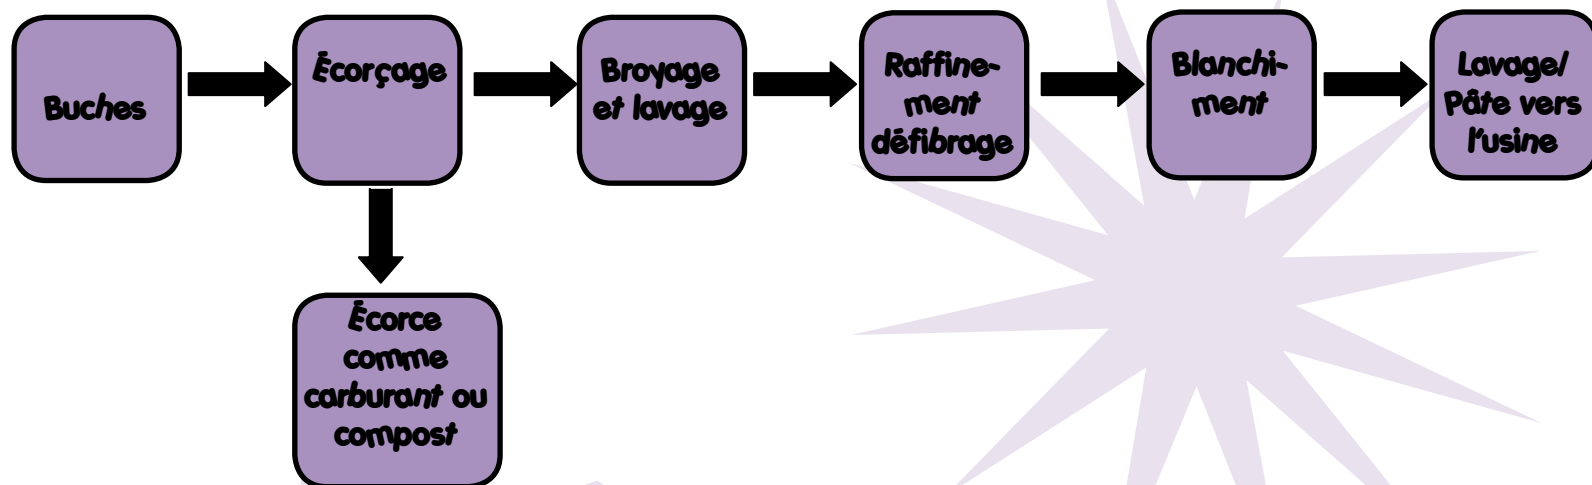 Buches
Écorçage
Broyage
et lavage
Raffine-
ment
défibrage
Blanchi-
ment
Lavage/
Pâte vers
l'usine
Écorce
comme
carburant ou
compost